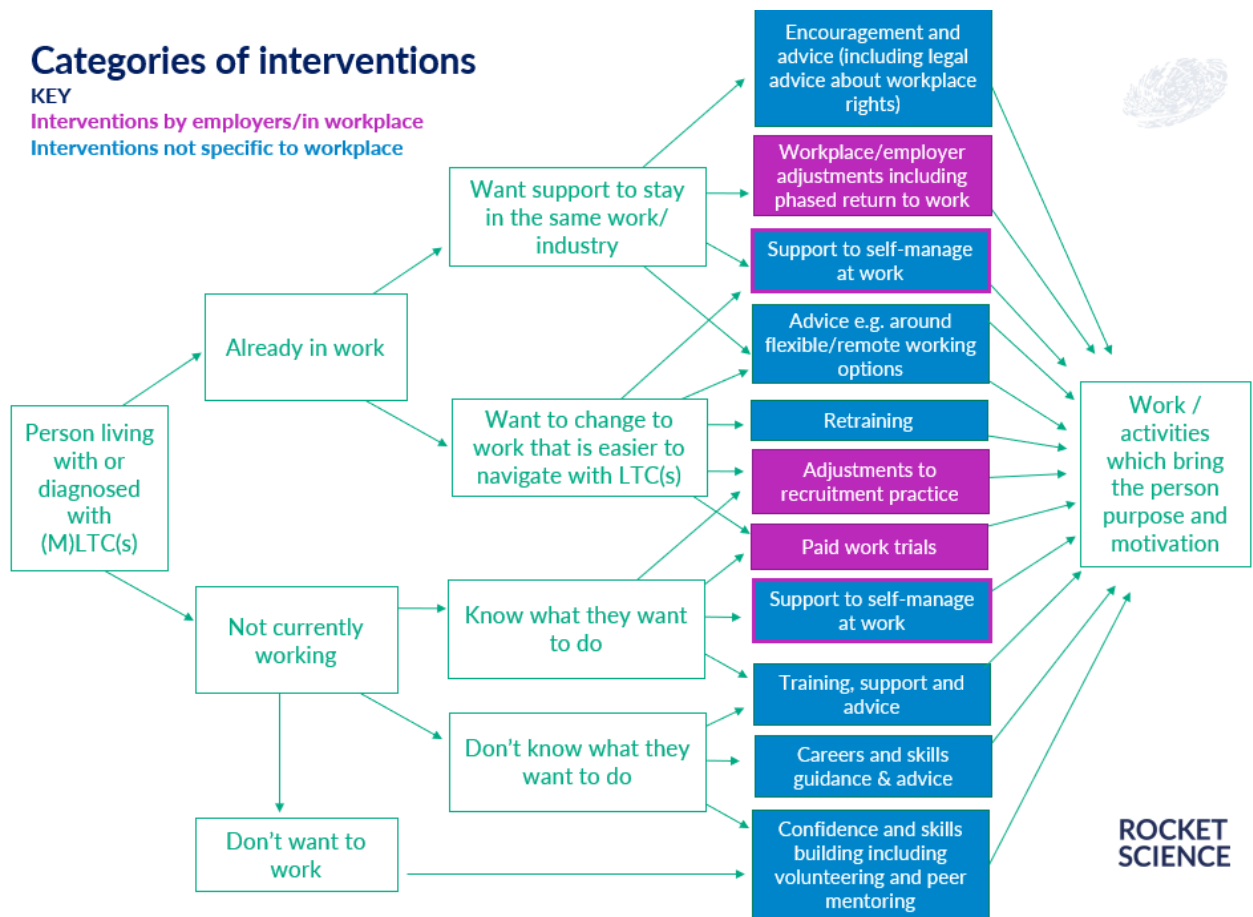 Categories of interventions
KEY
Interventions by employers/in workplace
Interventions not specific to workplace
Person living
with or
diagnosed
with
(M)LTC(s)
Already in work
Not currently
working
Don't want to
work
Want support to stay
in the same work/
industry
Want to change to
work that is easier to
navigate with LTC(s)
Know what they want
to do
Don't know what they
want to do
Encouragement and
advice (including legal
advice about workplace
rights)
Workplace/employer
adjustments including
phased return to work
Support to self-manage
at work
Advice e.g. around
flexible/remote working
options
Retraining
Adjustments to
recruitment practice
Paid work trials
Support to self-manage
at work
Training, support and
advice
Careers and skills
guidance & advice
Confidence and skills
building including
volunteering and peer
mentoring
Work /
activities
which bring
the person
purpose and
motivation
ROCKET
SCIENCE